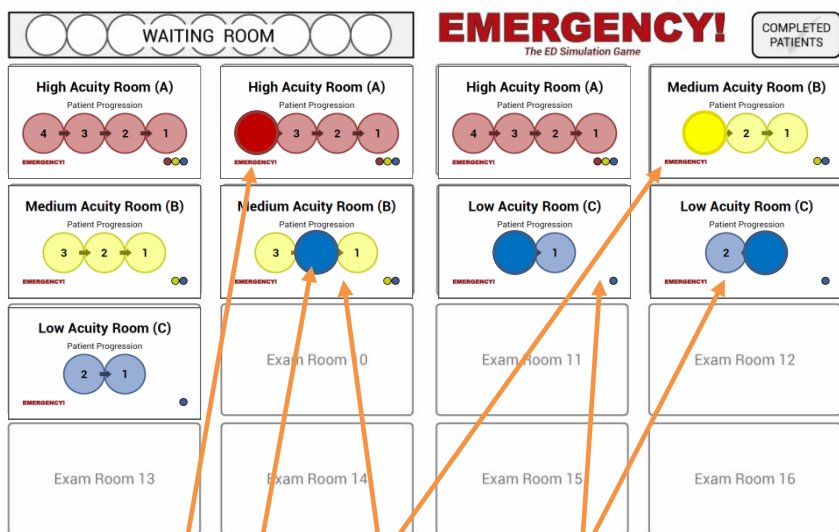 WAITING ROOM
EMERGENCY!
The ED Simulation Game
COMPLETED
PATIENTS
High Acuity Room (A)
Patient Progression
4 3 2 1
EMERGENCY!
High Acuity Room (A)
Patient Progression
3 2 1
EMERGENCY!
High Acuity Room (A)
Patient Progression
4 3 2 1
EMERGENCY!
Medium Acuity Room (B)
Patient Progression
2 1
EMERGENCY!
Medium Acuity Room (B)
Patient Progression
3 2 1
EMERGENCY!
Medium Acuity Room (B)
Patient Progression
3 1
EMERGENCY!
Low Acuity Room (C)
Patient Progression
1
EMERGENCY!
Low Acuity Room (C)
Patient Progression
2
EMERGENCY!
Low Acuity Room (C)
Patient Progression
2 1
EMERGENCY!
Exam Room 10
Exam Room 11
Exam Room 12
Exam Room 13
Exam Room 14
Exam Room 15
Exam Room 16